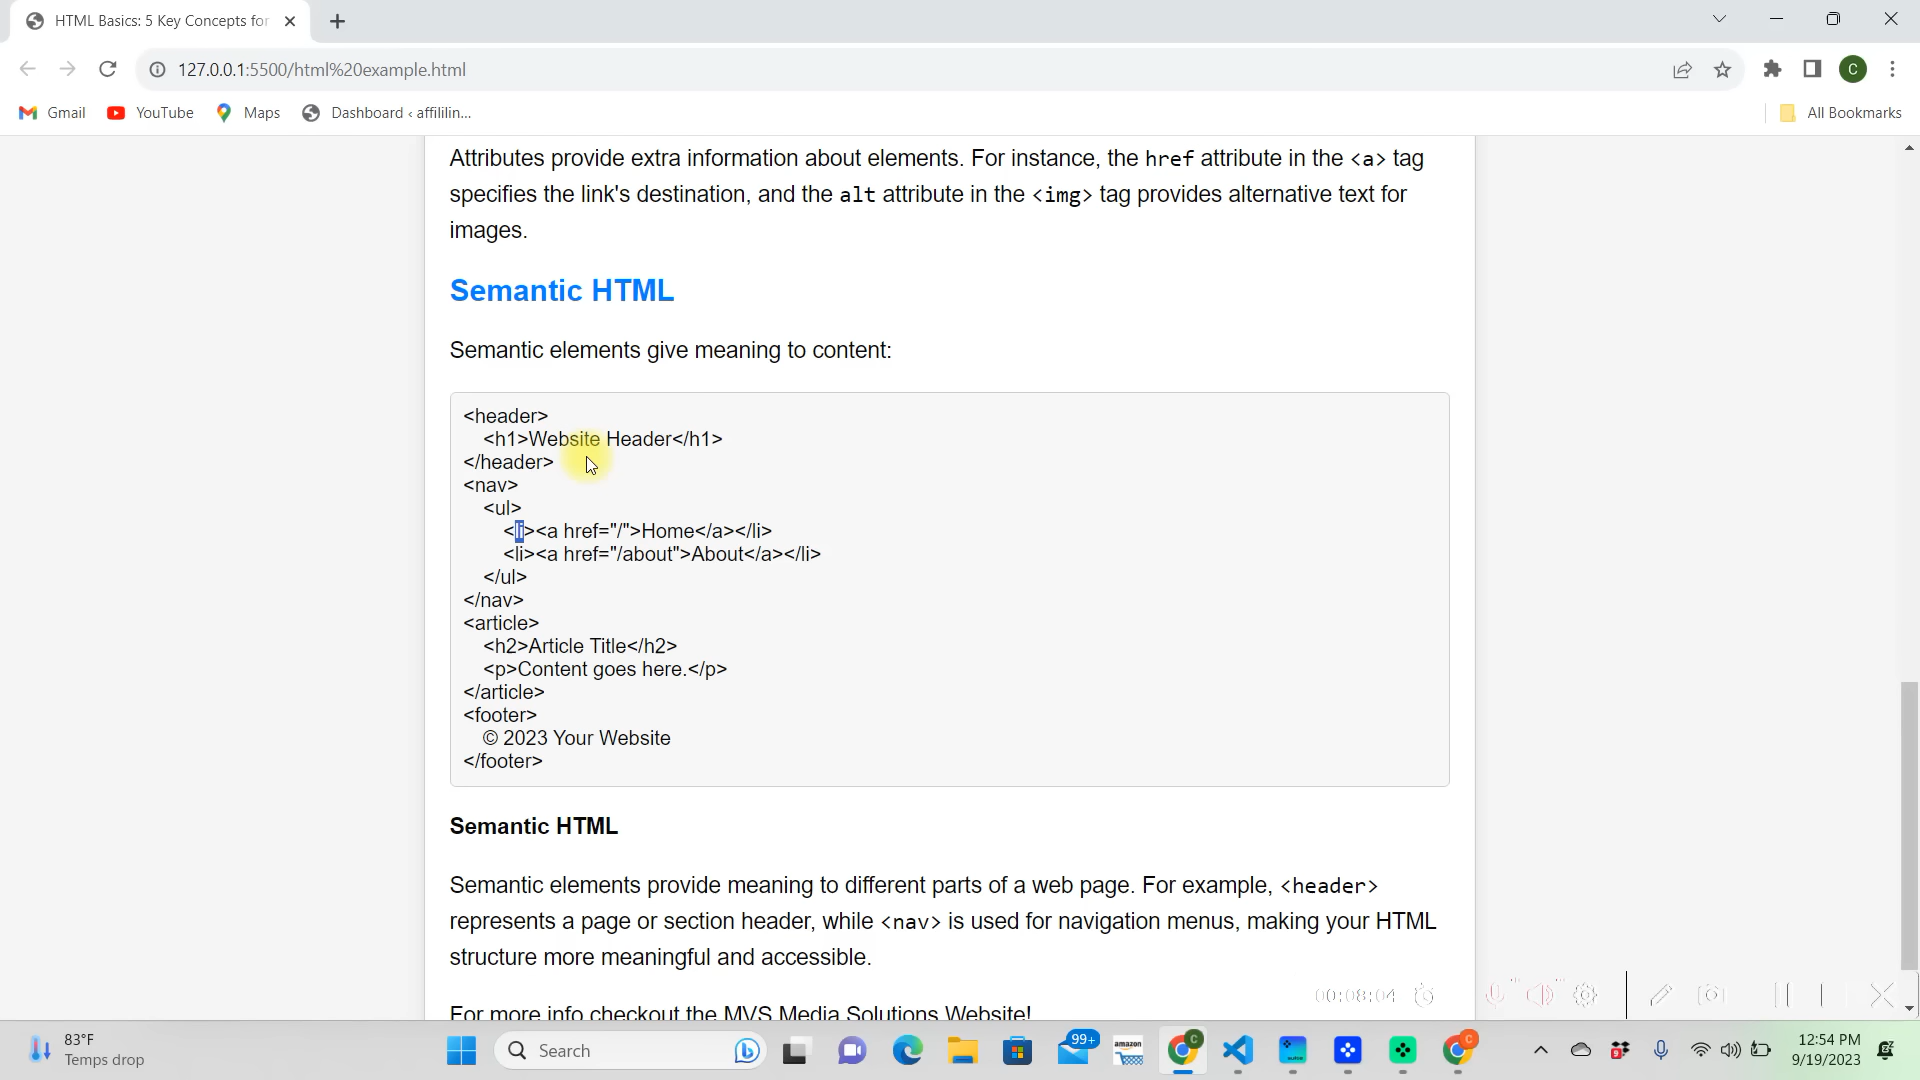 HTML Basics: 5 Key Concepts for
127.0.0.1:5500/html%20example.html
C
Gmail
YouTube
Maps
Dashboard ‹ affililin...
All Bookmarks
Attributes provide extra information about elements. For instance, the href attribute in the <a> tag
specifies the link's destination, and the alt attribute in the <img> tag provides alternative text for
images.
Semantic HTML
Semantic elements give meaning to content:
<header>
<h1>Website Header</h1>
</header>
<nav>
<ul>
<li><a href="/">Home</a></li>
<li><a href="/about">About</a></li>
</ul>
</nav>
<article>
<h2>Article Title</h2>
<p>Content goes here.</p>
</article>
<footer>
© 2023 Your Website
</footer>
Semantic HTML
Semantic elements provide meaning to different parts of a web page. For example, <header>
represents a page or section header, while <nav> is used for navigation menus, making your HTML
structure more meaningful and accessible.
00:08:04
For more info checkout the MVS Media Solutions Website!
83°F
Temps drop
Search
99+
amazon
C
C
9
12:54 PM
9/19/2023